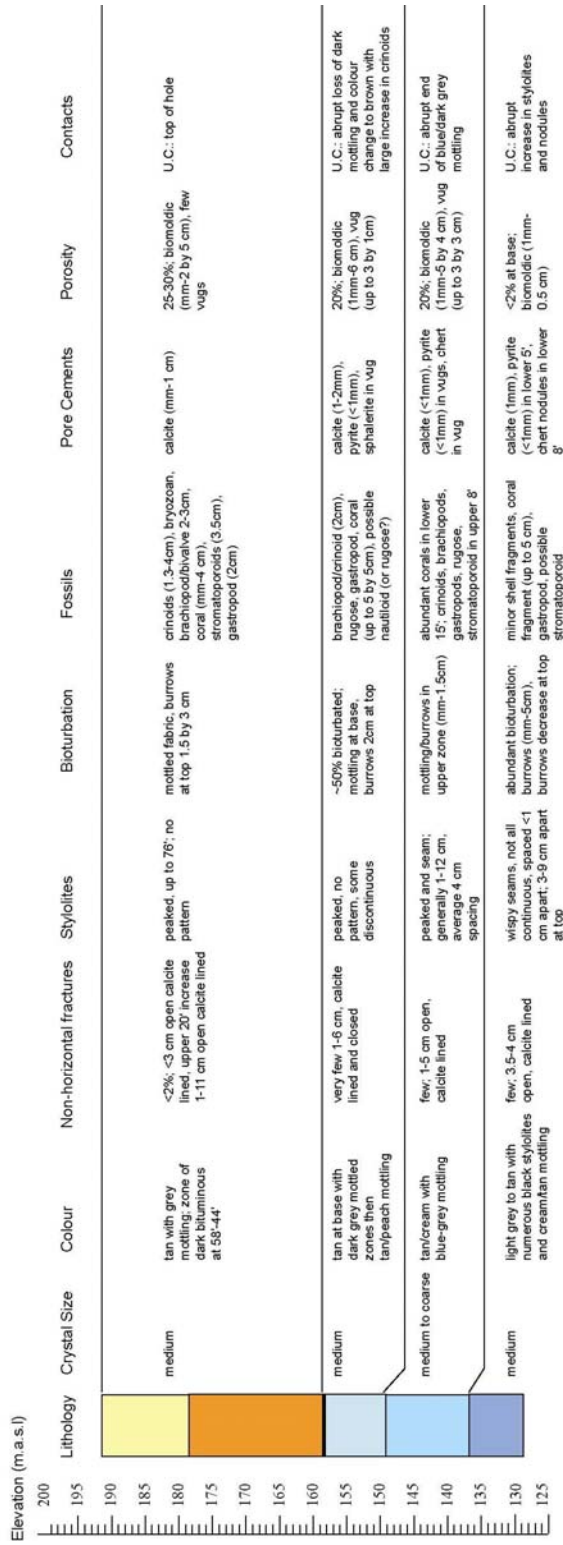 Elevation (m.a.s.l)
200
195
190
185
180
175
170
165
160
155
150
145
140
135
130
125
Lithology
Crystal Size
Colour
Non-horizontal fractures
Stylolites
Bioturbation
Fossils
Pore Cements
Porosity
Contacts
medium
tan with grey
mottling; zone of
dark bituminous
at 58'-44'
<2%; <3 cm open calcite
lined, upper 20' increase
1-11 cm open calcite lined
peaked, up to 76'; no
pattern
mottled fabric, burrows
at top 1.5 by 3 cm
crinoids (1.3-4cm), bryozoan,
brachiopod/bivalve 2-3cm,
coral (mm-4 cm),
stromatoporoids (3.5cm),
gastropod (2cm)
calcite (mm-1 cm)
25-30%; biomoldic
(mm-2 by 5 cm), few
vugs
U.C.: top of hole
medium
tan at base with
dark grey mottled
zones then
tan/peach mottling
very few 1-6 cm, calcite
lined and closed
peaked, no
pattern, some
discontinuous
~50% bioturbated;
mottling at base,
burrows 2cm at top
brachiopod/crinoid (2cm),
rugose, gastropod, coral
(up to 5 by 5cm), possible
nautiloid (or rugose?)
calcite (1-2mm),
pyrite (<1mm),
sphalerite in vug
20%; biomoldic
(1mm-6 cm), vug
(up to 3 by 1cm)
U.C.: abrupt loss of dark
mottling and colour
change to brown with
large increase in crinoids
medium to coarse
tan/cream with
blue-grey mottling
few; 1-5 cm open,
calcite lined
peaked and seam;
generally 1-12 cm,
average 4 cm
spacing
mottling/burrows in
upper zone (mm-1.5cm)
abundant corals in lower
15'; crinoids, brachiopods,
gastropods, rugose,
stromatoporoid in upper 8'
calcite (<1mm), pyrite
(<1mm) in vugs, chert
in vug
20%; biomoldic
(1mm-5 by 4 cm), vug
(up to 3 by 3 cm)
U.C.: abrupt end
of blue/dark grey
mottling
medium
light grey to tan with
numerous black stylolites
and cream/tan mottling
few; 3.5-4 cm
open, calcite lined
wispy seams, not all
continuous, spaced <1
cm apart; 3-9 cm apart
at top
abundant bioturbation;
burrows (mm-5cm),
burrows decrease at top
minor shell fragments, coral
fragment (up to 5 cm),
gastropod, possible
stromatoporoid
calcite (1mm), pyrite
(<1mm) in lower 5',
chert nodules in lower
8'
<2% at base;
biomoldic (1mm-
0.5 cm)
U.C.: abrupt
increase in stylolites
and nodules